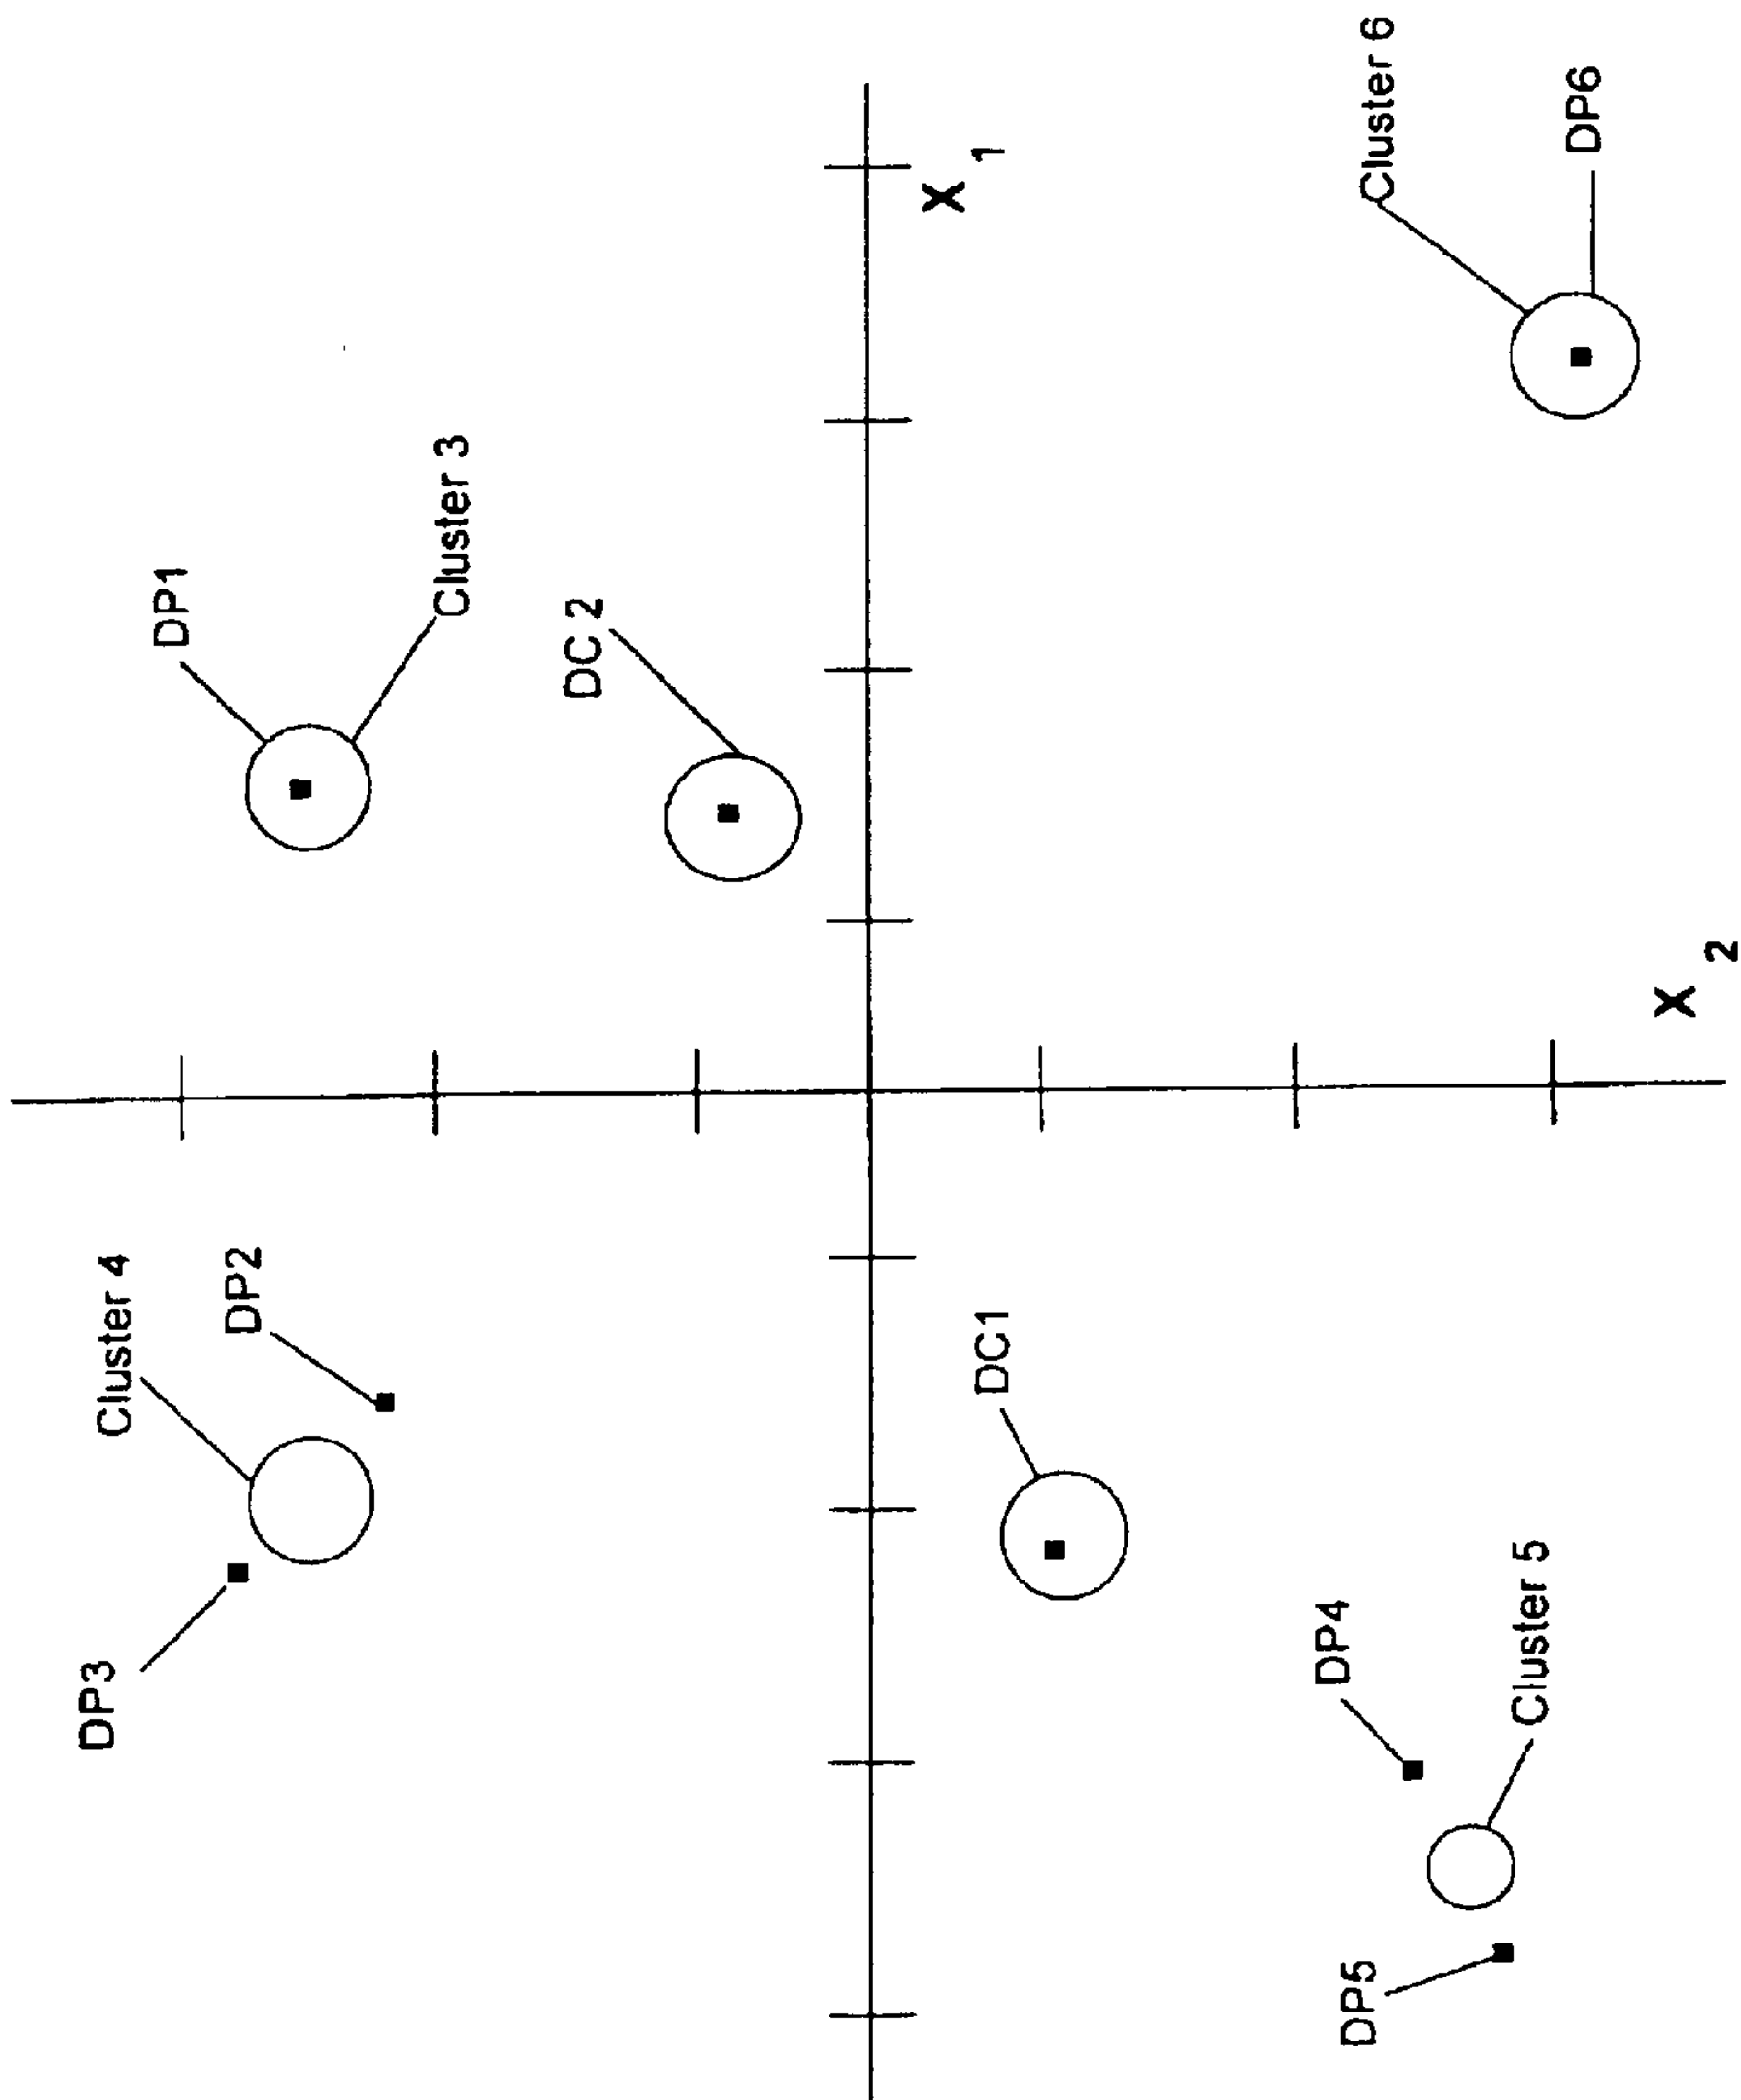 DP3
Cluster 4
DP1
DP2
Cluster 3
DC 2
X 1
DC1
DP4
DP5
Cluster 6
Cluster 5
DP6
X 2